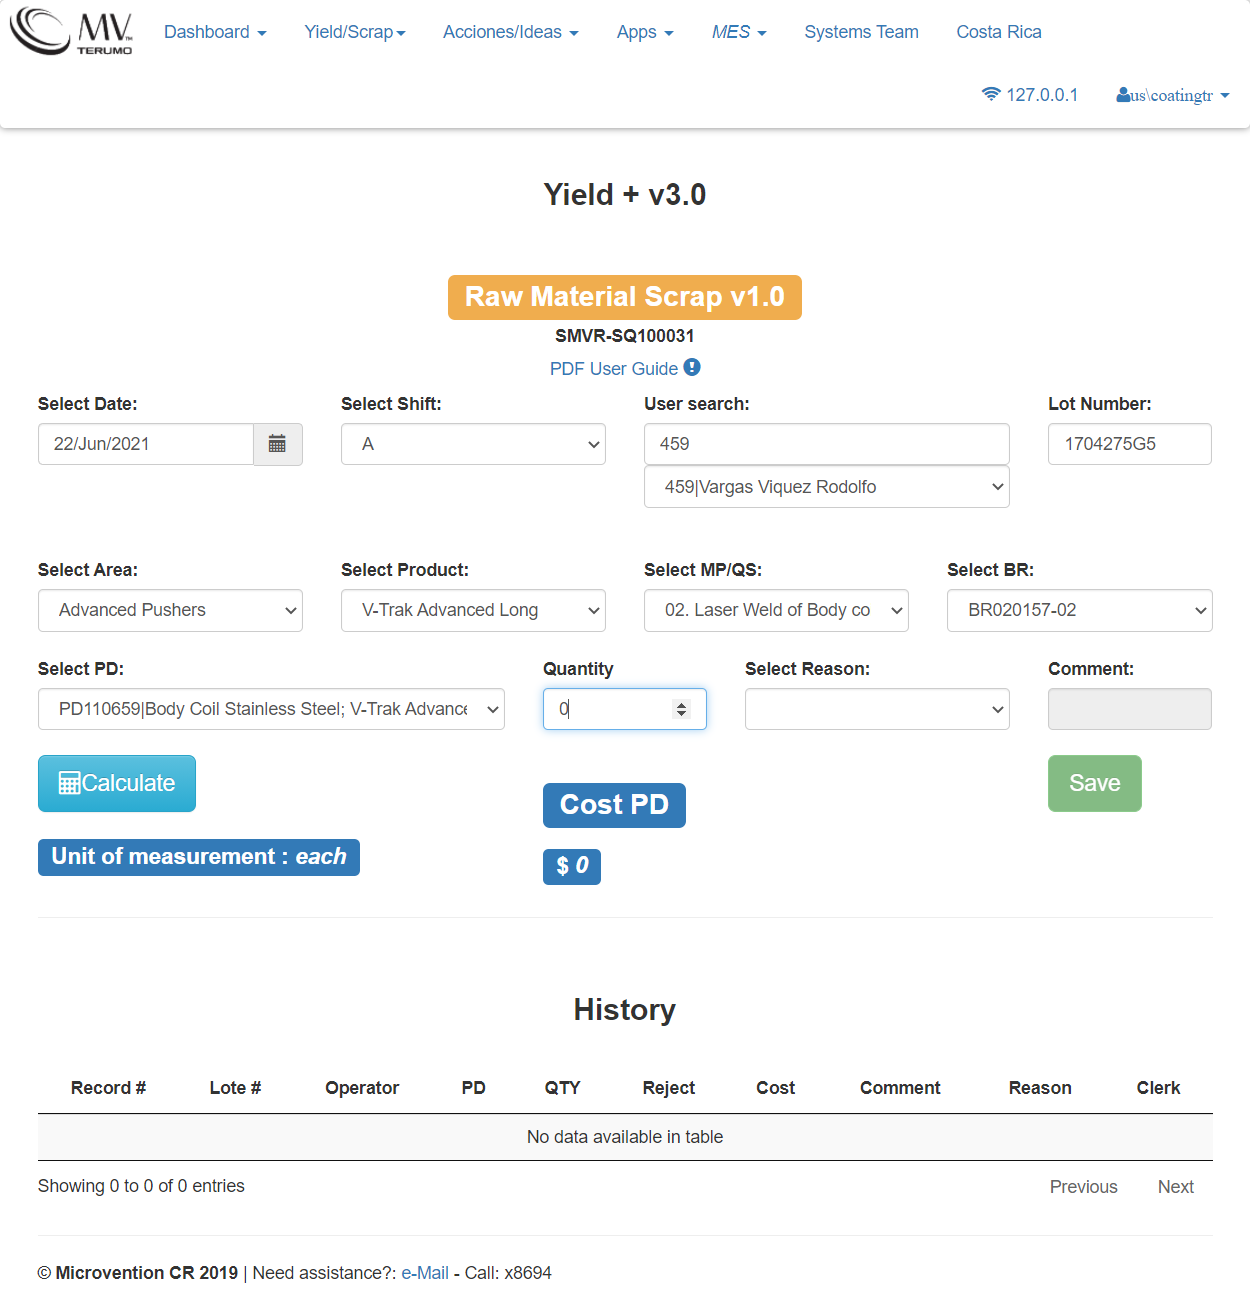 MV TM
TERUMO
Dashboard Yield/Scrap Acciones/Ideas Apps MES Systems Team Costa Rica
127.0.0.1 us\coatingtr
Yield + v3.0
Raw Material Scrap v1.0
SMVR-SQ100031
PDF User Guide
Select Date: Select Shift: User search: Lot Number:
22/Jun/2021 A 459 1704275G5
459|Vargas Viquez Rodolfo
Select Area: Select Product: Select MP/QS: Select BR:
Advanced Pushers V-Trak Advanced Long 02. Laser Weld of Body co BR020157-02
Select PD: Quantity Select Reason: Comment:
PD110659|Body Coil Stainless Steel; V-Trak Advance 0
Calculate Save
Cost PD
Unit of measurement : each
$ 0
History
Record # Lote # Operator PD QTY Reject Cost Comment Reason Clerk
No data available in table
Showing 0 to 0 of 0 entries Previous Next
© Microvention CR 2019 | Need assistance?: e-Mail - Call: x8694